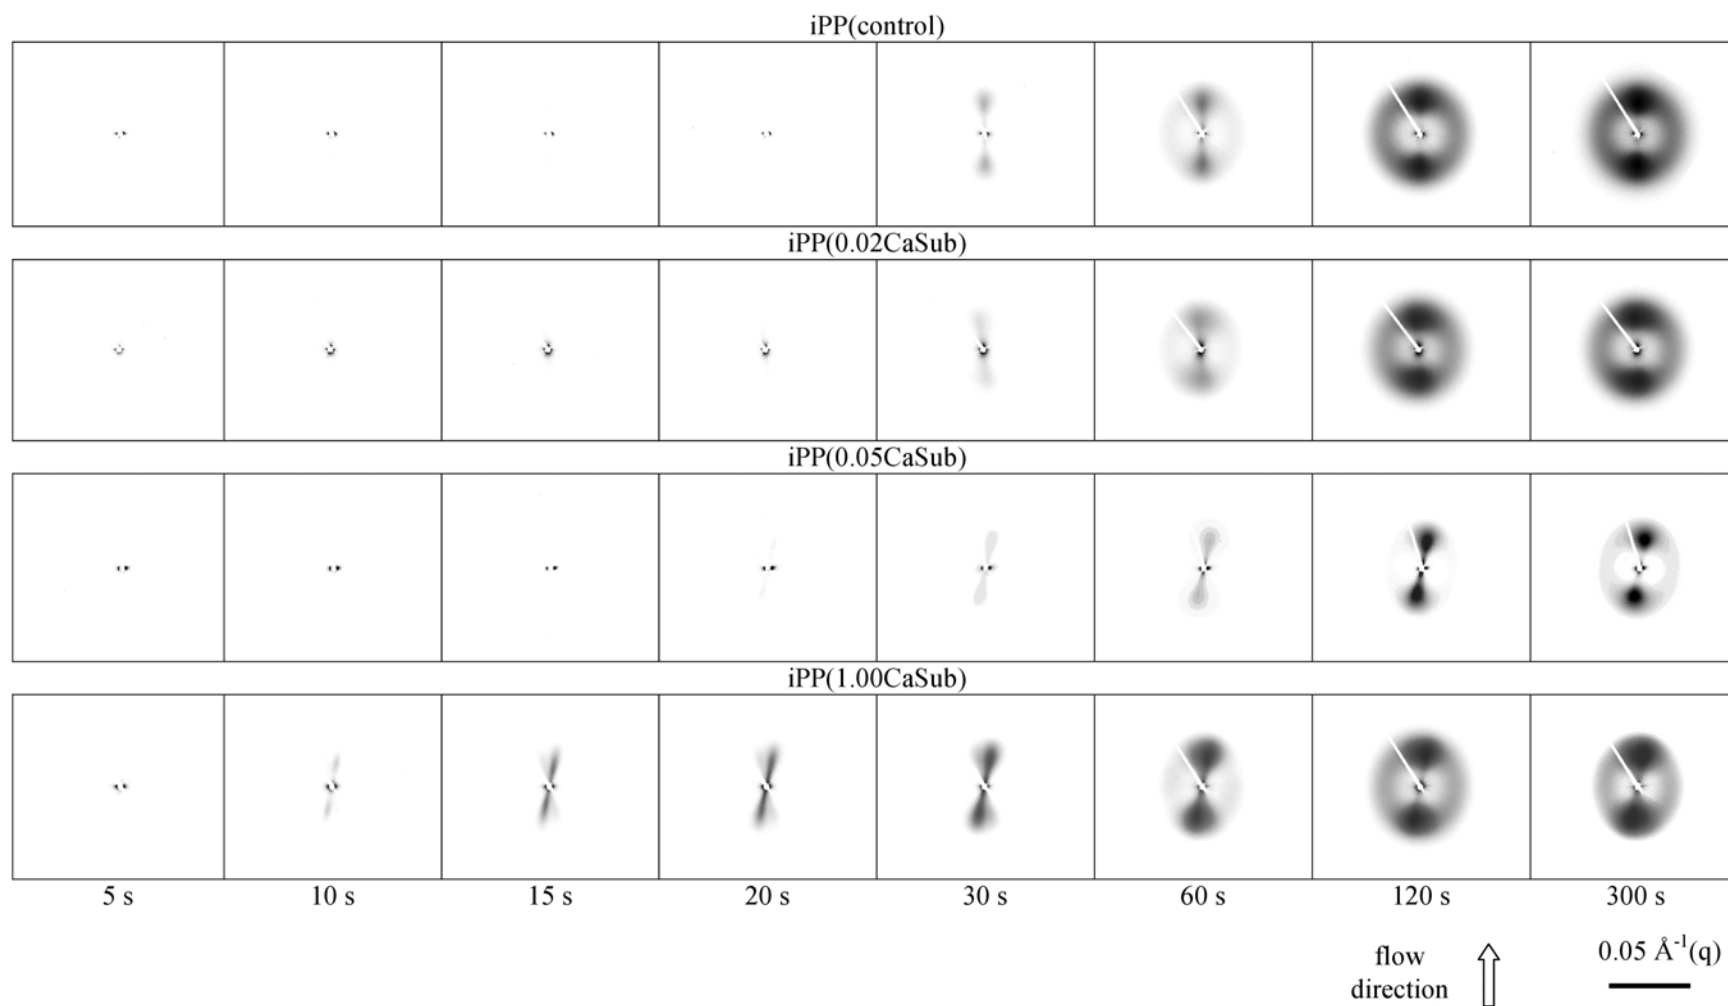 iPP(control)
iPP(0.02CaSub)
iPP(0.05CaSub)
iPP(1.00CaSub)
5 s 10 s 15 s 20 s 30 s 60 s 120 s 300 s
flow
direction
0.05 Å⁻¹(q)